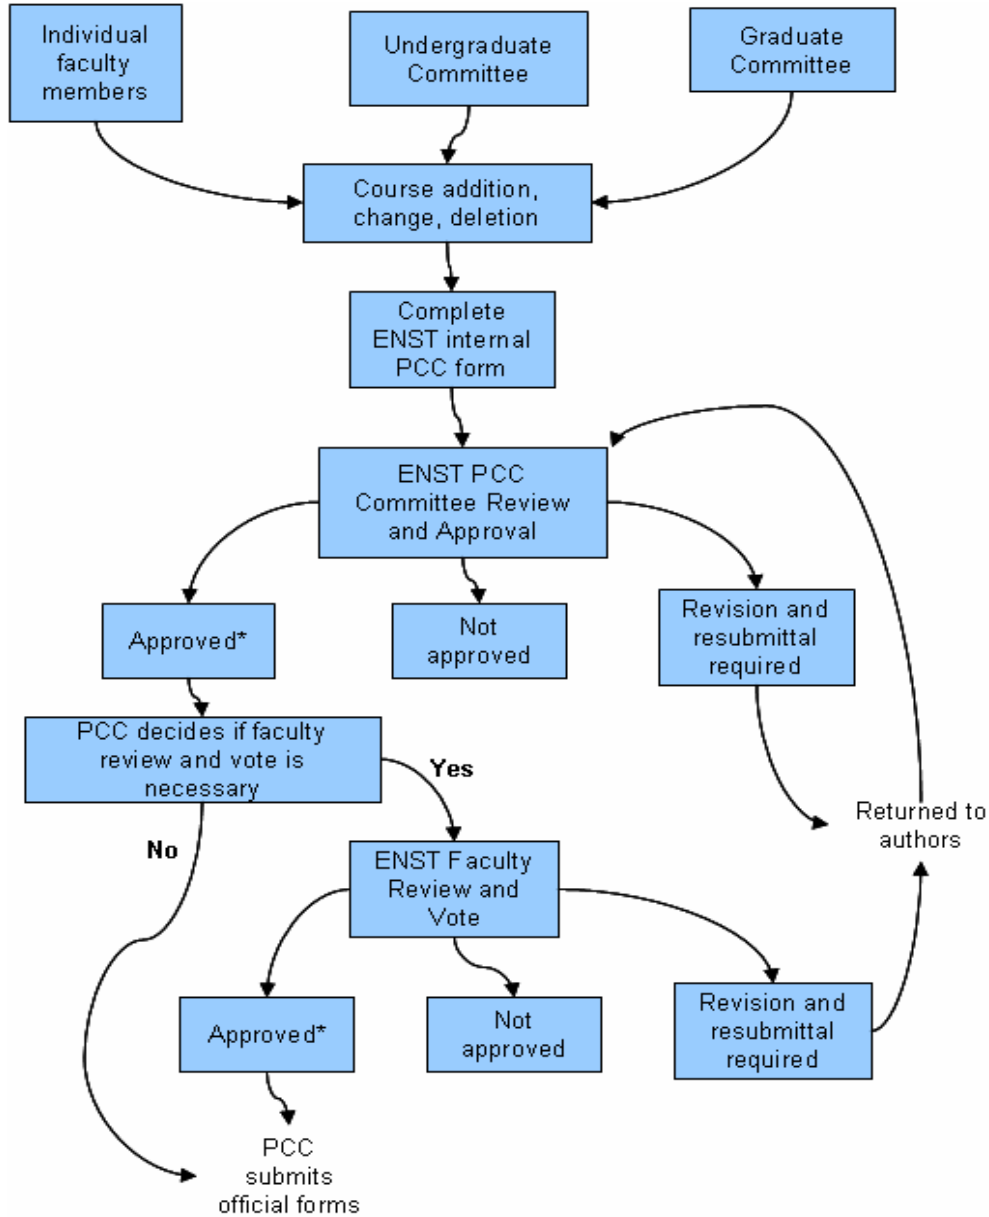 Individual
faculty
members
Undergraduate
Committee
Graduate
Committee
Course addition,
change, deletion
Complete
ENST internal
PCC form
ENST PCC
Committee Review
and Approval
Approved*
Not
approved
Revision and
resubmittal
required
PCC decides if faculty
review and vote is
necessary
Yes
No
Returned to
authors
ENST Faculty
Review and
Vote
Approved*
Not
approved
Revision and
resubmittal
required
PCC
submits
official forms